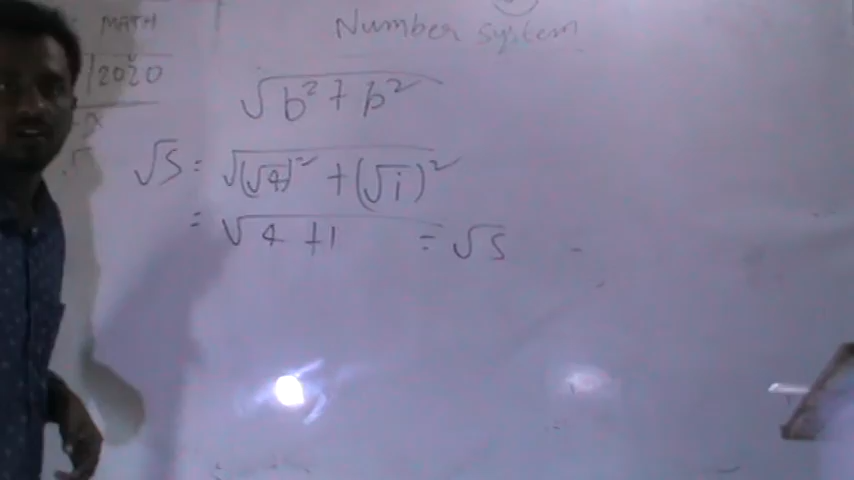 MATH
Number system
/2020
√b² + p²
√5 = √(√4)² + (√1)²
= √4 +1 = √5